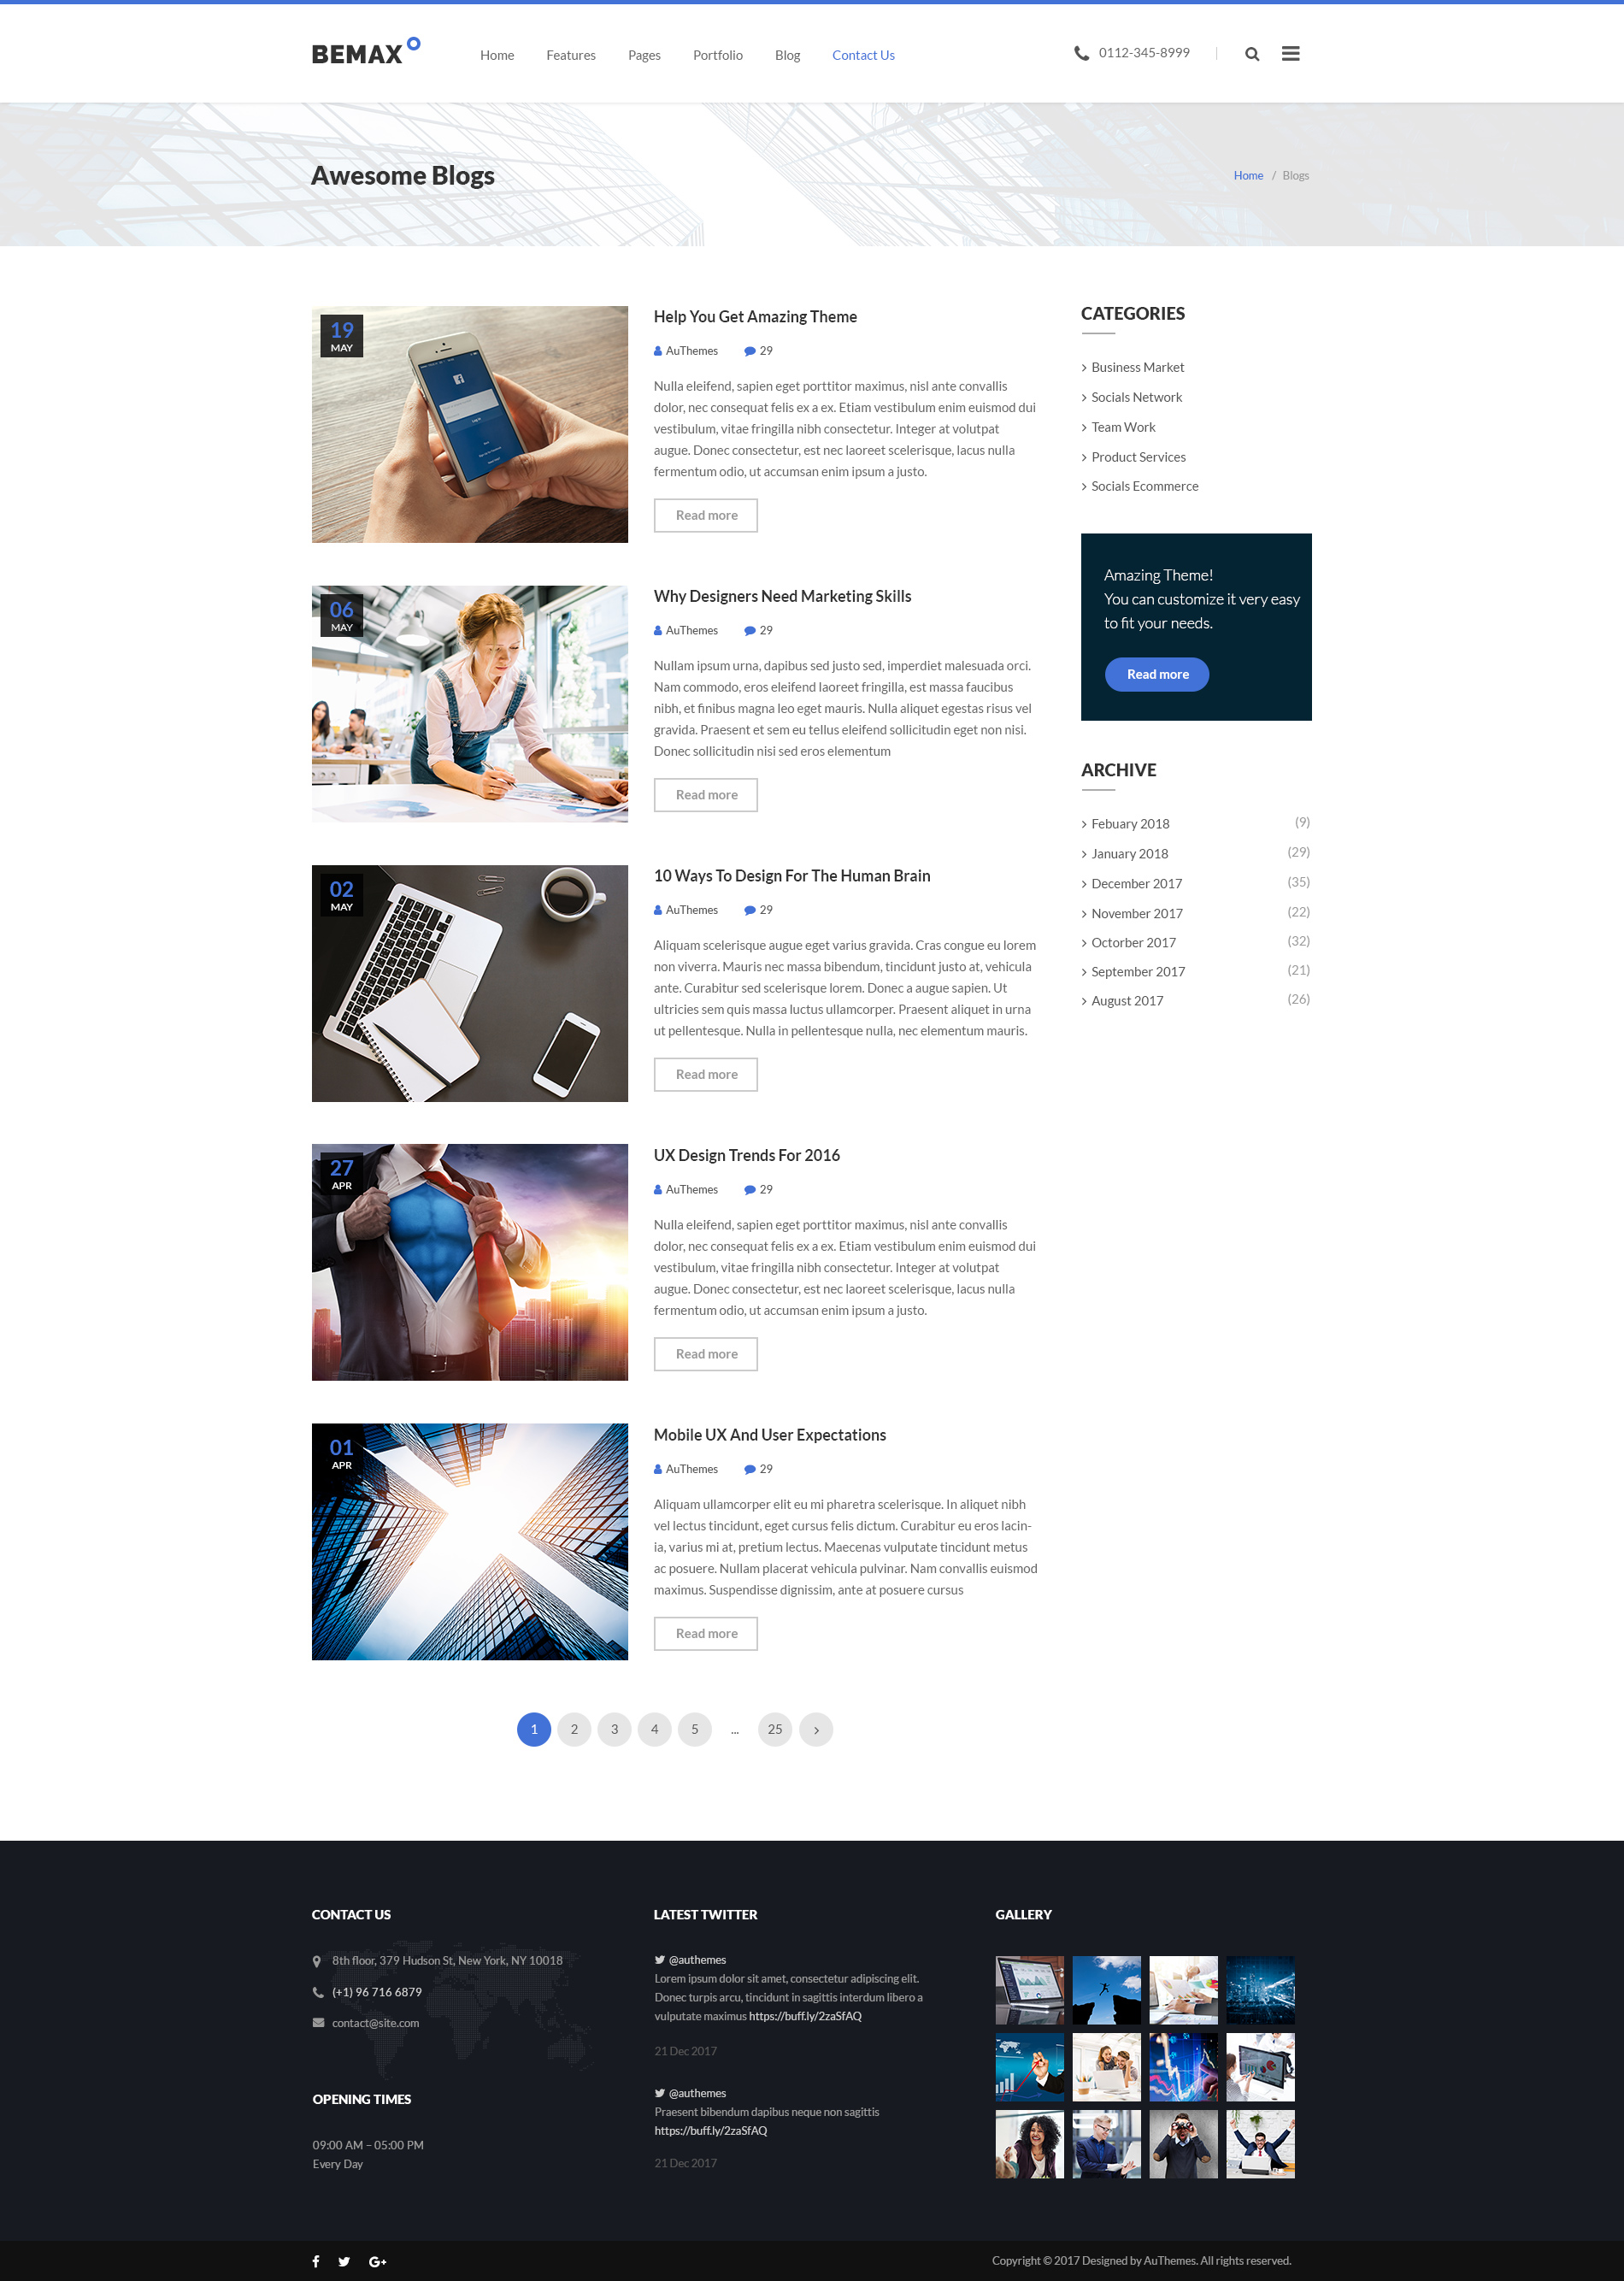 BEMAX
Home Features Pages Portfolio Blog Contact Us
0112-345-8999
Awesome Blogs
Home / Blogs
19
MAY
Help You Get Amazing Theme
AuThemes 29
Nulla eleifend, sapien eget porttitor maximus, nisl ante convallis
dolor, nec consequat felis ex a ex. Etiam vestibulum enim euismod dui
vestibulum, vitae fringilla nibh consectetur. Integer at volutpat
augue. Donec consectetur, est nec laoreet scelerisque, lacus nulla
fermentum odio, ut accumsan enim ipsum a justo.
Read more
06
MAY
Why Designers Need Marketing Skills
AuThemes 29
Nullam ipsum urna, dapibus sed justo sed, imperdiet malesuada orci.
Nam commodo, eros eleifend laoreet fringilla, est massa faucibus
nibh, et finibus magna leo eget mauris. Nulla aliquet egestas risus vel
gravida. Praesent et sem eu tellus eleifend sollicitudin eget non nisi.
Donec sollicitudin nisi sed eros elementum
Read more
02
MAY
10 Ways To Design For The Human Brain
AuThemes 29
Aliquam scelerisque augue eget varius gravida. Cras congue eu lorem
non viverra. Mauris nec massa bibendum, tincidunt justo at, vehicula
ante. Curabitur sed scelerisque lorem. Donec a augue sapien. Ut
ultricies sem quis massa luctus ullamcorper. Praesent aliquet in urna
ut pellentesque. Nulla in pellentesque nulla, nec elementum mauris.
Read more
27
APR
UX Design Trends For 2016
AuThemes 29
Nulla eleifend, sapien eget porttitor maximus, nisl ante convallis
dolor, nec consequat felis ex a ex. Etiam vestibulum enim euismod dui
vestibulum, vitae fringilla nibh consectetur. Integer at volutpat
augue. Donec consectetur, est nec laoreet scelerisque, lacus nulla
fermentum odio, ut accumsan enim ipsum a justo.
Read more
01
APR
Mobile UX And User Expectations
AuThemes 29
Aliquam ullamcorper elit eu mi pharetra scelerisque. In aliquet nibh
vel lectus tincidunt, eget cursus felis dictum. Curabitur eu eros lacin-
ia, varius mi at, pretium lectus. Maecenas vulputate tincidunt metus
ac posuere. Nullam placerat vehicula pulvinar. Nam convallis euismod
maximus. Suspendisse dignissim, ante at posuere cursus
Read more
1 2 3 4 5 ... 25 >
CATEGORIES
Business Market
Socials Network
Team Work
Product Services
Socials Ecommerce
Amazing Theme!
You can customize it very easy
to fit your needs.
Read more
ARCHIVE
Febuary 2018 (9)
January 2018 (29)
December 2017 (35)
November 2017 (22)
Octorber 2017 (32)
September 2017 (21)
August 2017 (26)
CONTACT US
8th floor, 379 Hudson St, New York, NY 10018
(+1) 96 716 6879
contact@site.com
OPENING TIMES
09:00 AM – 05:00 PM
Every Day
LATEST TWITTER
@authemes
Lorem ipsum dolor sit amet, consectetur adipiscing elit.
Donec turpis arcu, tincidunt in sagittis interdum libero a
vulputate maximus https://buff.ly/2zaSfAQ
21 Dec 2017
@authemes
Praesent bibendum dapibus neque non sagittis
https://buff.ly/2zaSfAQ
21 Dec 2017
GALLERY
Copyright © 2017 Designed by AuThemes. All rights reserved.